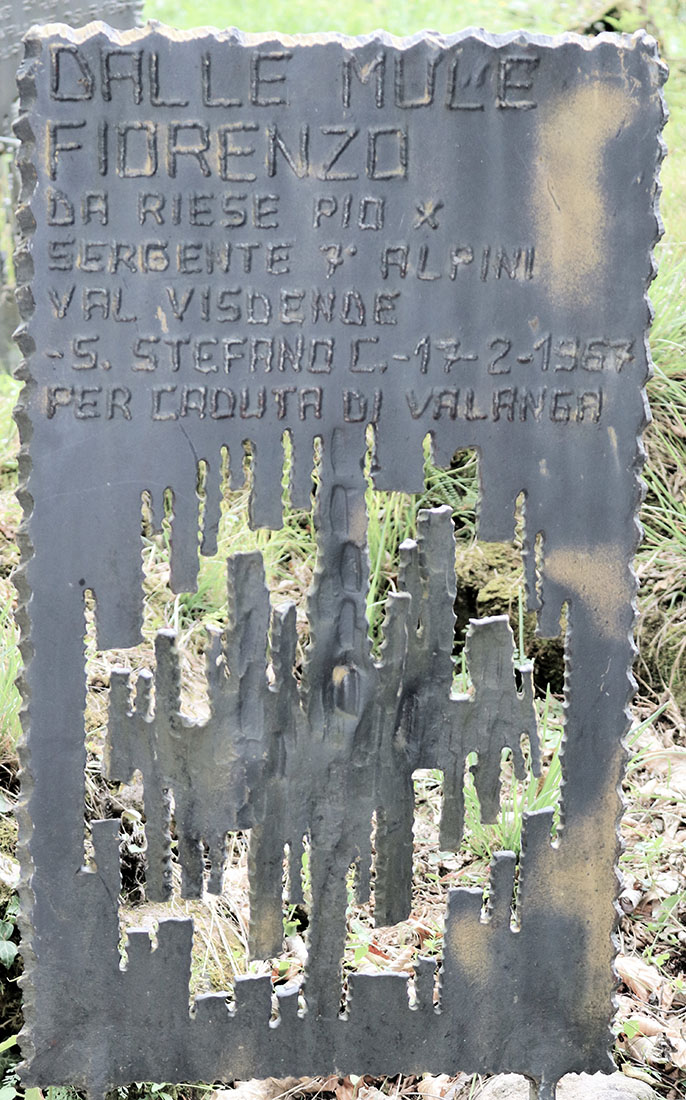 DALLE MULE
FIORENZO
DA RIESE PIO X
SERGENTE 7° ALPINI
VAL VISDENDE
-S. STEFANO C.-17-2-1967
PER CADUTA DI VALANGA